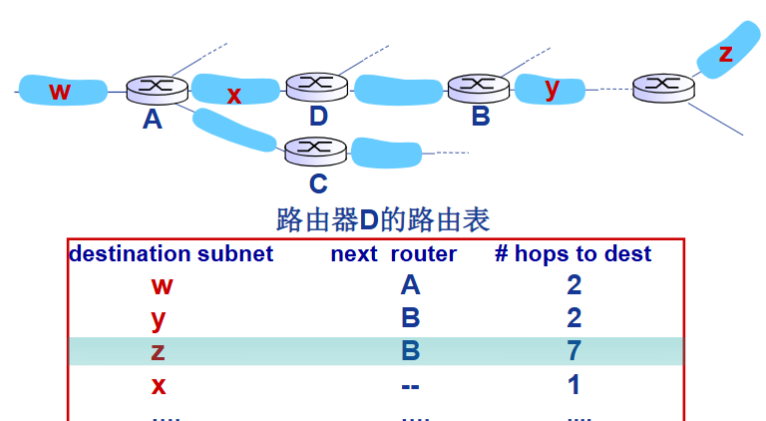 z
w
x
y
A
D
B
C
路由器D的路由表
destination subnet next router # hops to dest
w A 2
y B 2
z B 7
x -- 1
.... .... ....